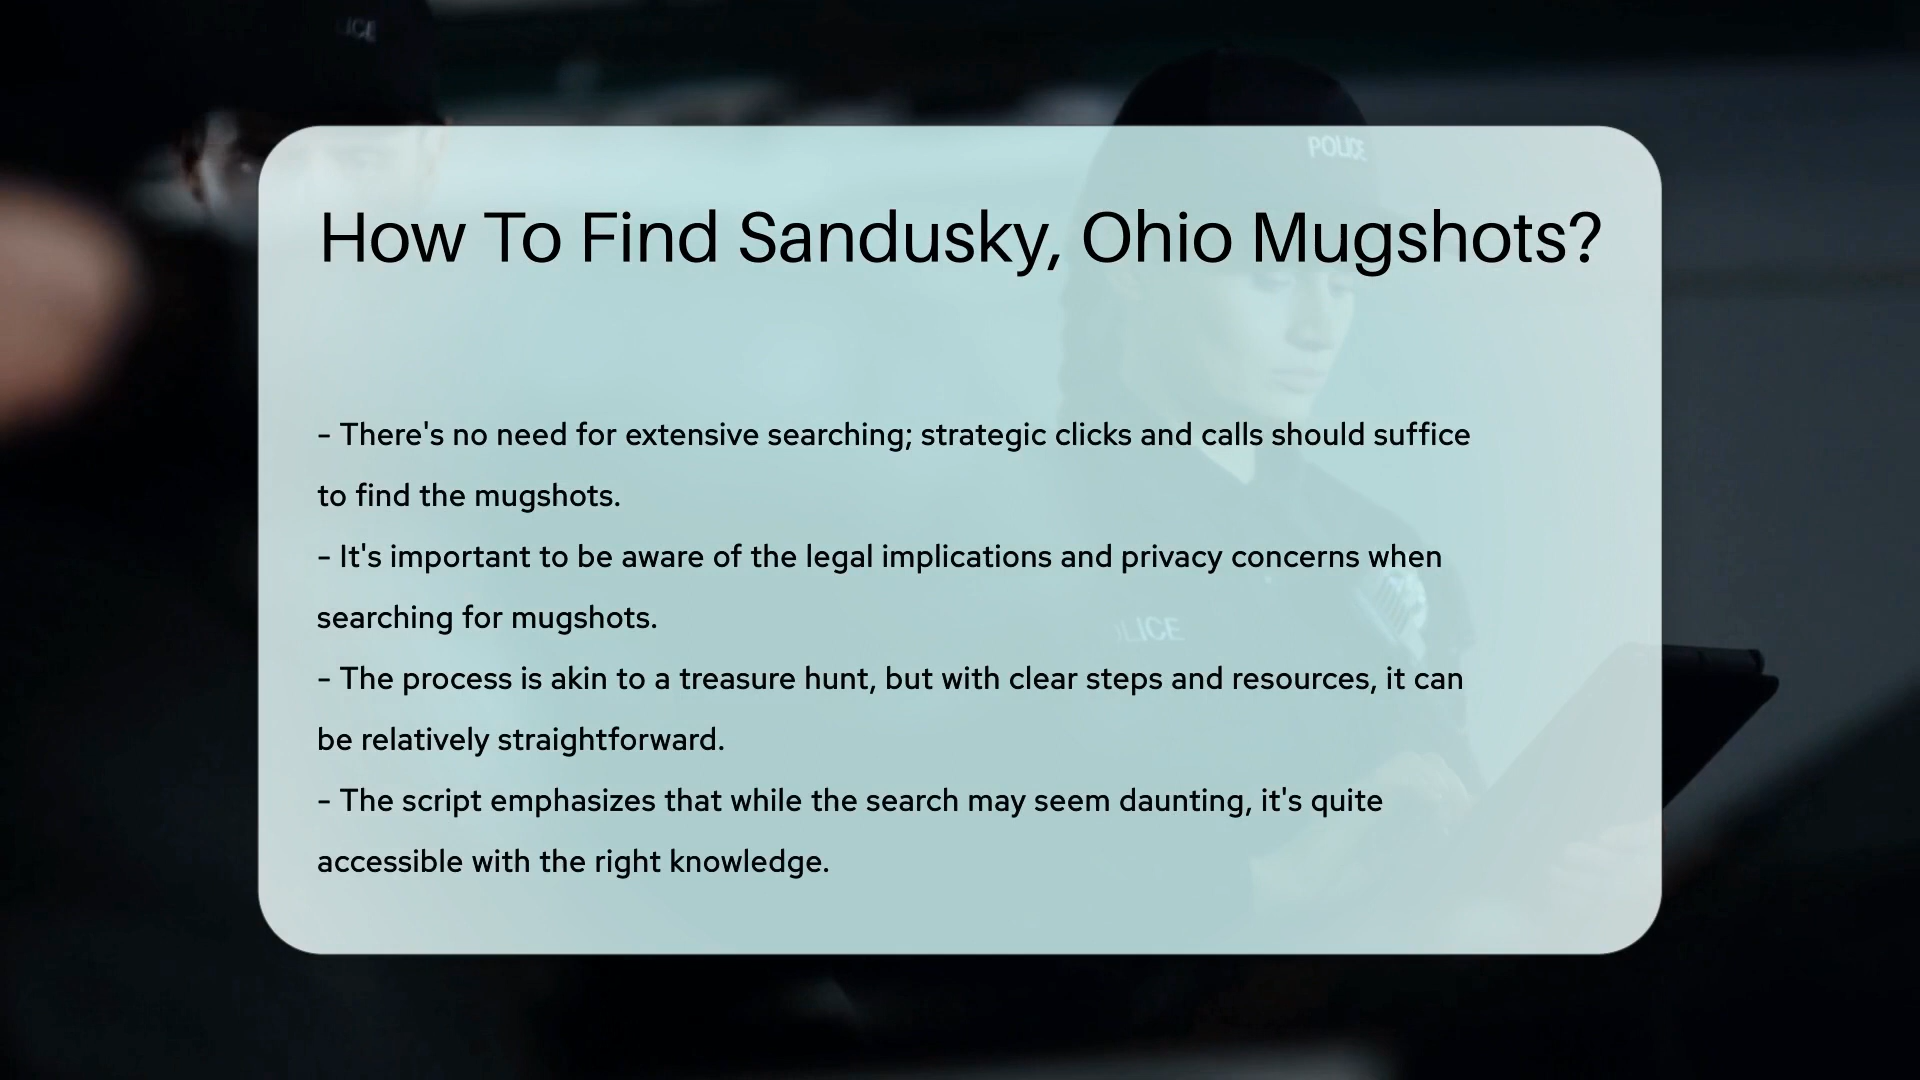 POLICE
How To Find Sandusky, Ohio Mugshots?
- There's no need for extensive searching; strategic clicks and calls should suffice
to find the mugshots.
- It's important to be aware of the legal implications and privacy concerns when
searching for mugshots.
- The process is akin to a treasure hunt, but with clear steps and resources, it can
be relatively straightforward.
- The script emphasizes that while the search may seem daunting, it's quite
accessible with the right knowledge.